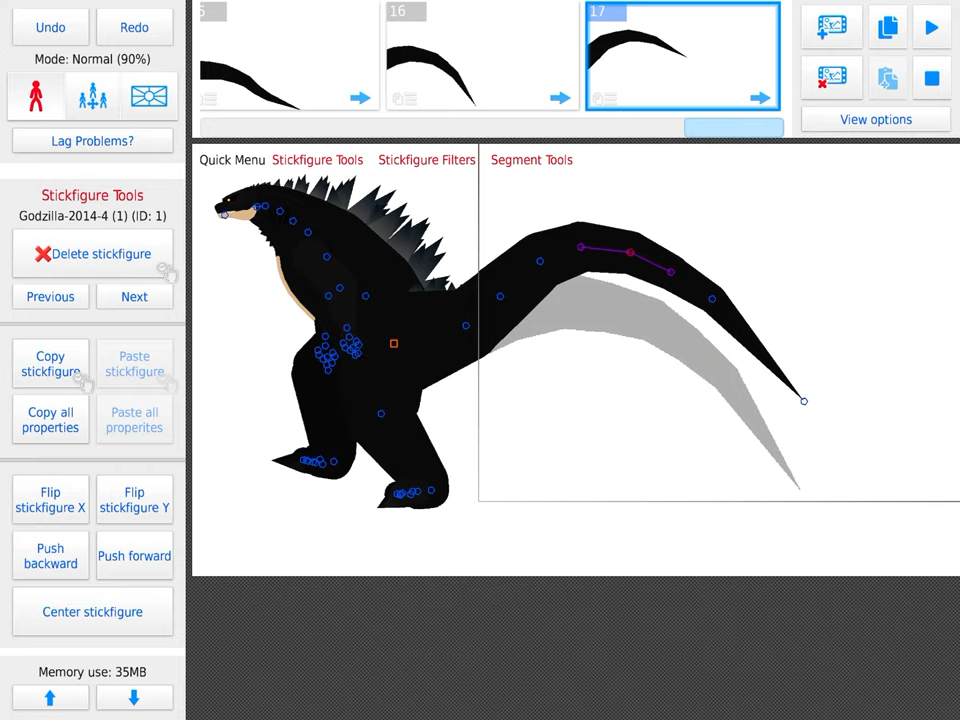 Undo
Redo
Mode: Normal (90%)
Lag Problems?
Stickfigure Tools
Godzilla-2014-4 (1) (ID: 1)
Delete stickfigure
Previous
Next
Copy
stickfigure
Paste
stickfigure
Copy all
properties
Paste all
properites
Flip
stickfigure X
Flip
stickfigure Y
Push
backward
Push forward
Center stickfigure
Memory use: 35MB
16
17
View options
Quick Menu
Stickfigure Tools
Stickfigure Filters
Segment Tools